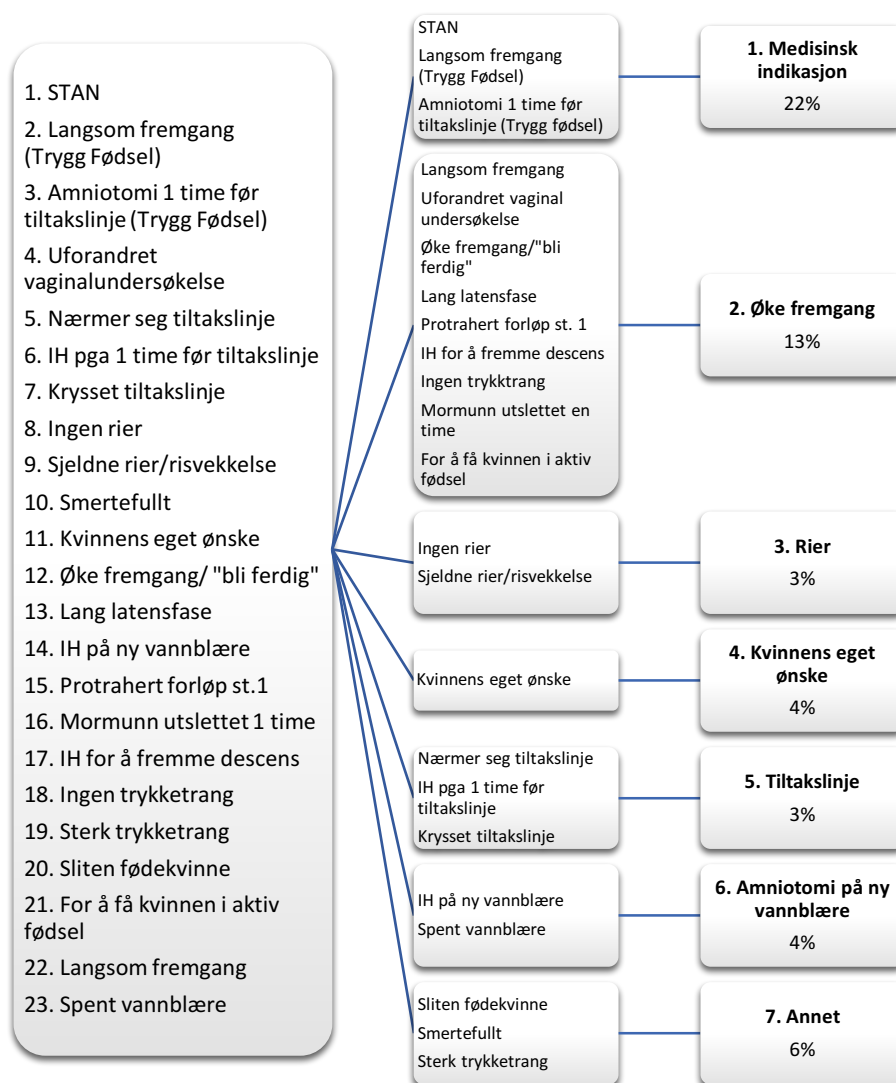 1. STAN
2. Langsom fremgang
(Trygg Fødsel)
3. Amniotomi 1 time før
tiltakslinje (Trygg Fødsel)
4. Uforandret
vaginalundersøkelse
5. Nærmer seg tiltakslinje
6. IH pga 1 time før tiltakslinje
7. Krysset tiltakslinje
8. Ingen rier
9. Sjeldne rier/risvekkelse
10. Smertefullt
11. Kvinnens eget ønske
12. Øke fremgang/ "bli ferdig"
13. Lang latensfase
14. IH på ny vannblære
15. Protrahert forløp st.1
16. Mormunn utslettet 1 time
17. IH for å fremme descens
18. Ingen trykketrang
19. Sterk trykketrang
20. Sliten fødekvinne
21. For å få kvinnen i aktiv
fødsel
22. Langsom fremgang
23. Spent vannblære
STAN
Langsom fremgang
(Trygg Fødsel)
Amniotomi 1 time før
tiltakslinje (Trygg fødsel)
1. Medisinsk
indikasjon
22%
Langsom fremgang
Uforandret vaginal
undersøkelse
Øke fremgang/"bli
ferdig"
Lang latensfase
Protrahert forløp st. 1
IH for å fremme descens
Ingen trykktrang
Mormunn utslettet en
time
For å få kvinnen i aktiv
fødsel
2. Øke fremgang
13%
Ingen rier
Sjeldne rier/risvekkelse
3. Rier
3%
Kvinnens eget ønske
4. Kvinnens eget
ønske
4%
Nærmer seg tiltakslinje
IH pga 1 time før
tiltakslinje
Krysset tiltakslinje
5. Tiltakslinje
3%
IH på ny vannblære
Spent vannblære
6. Amniotomi på ny
vannblære
4%
Sliten fødekvinne
Smertefullt
Sterk trykketrang
7. Annet
6%